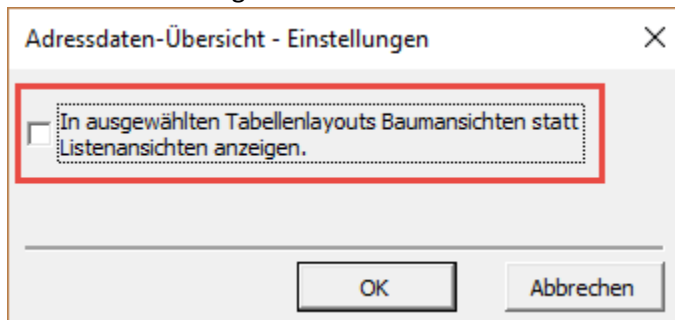 Adressdaten-Übersicht - Einstellungen
In ausgewählten Tabellenlayouts Baumansichten statt
Listenansichten anzeigen.
OK Abbrechen